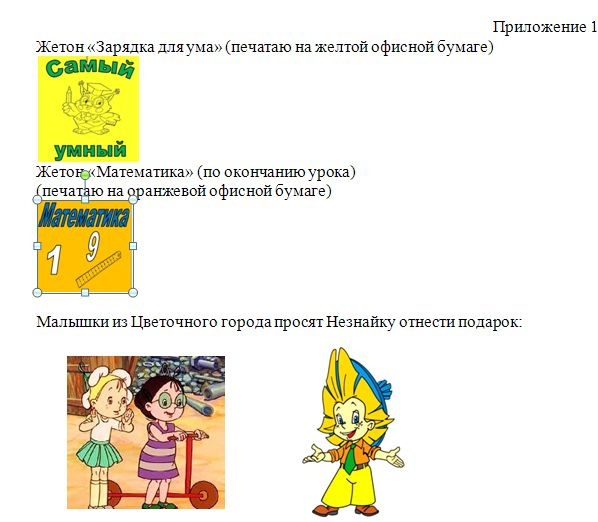 Приложение 1
Жетон «Зарядка для ума» (печатаю на желтой офисной бумаге)
Самый
умный
Жетон «Математика» (по окончанию урока)
(печатаю на оранжевой офисной бумаге)
Математика
1 9
Малышки из Цветочного города просят Незнайку отнести подарок: